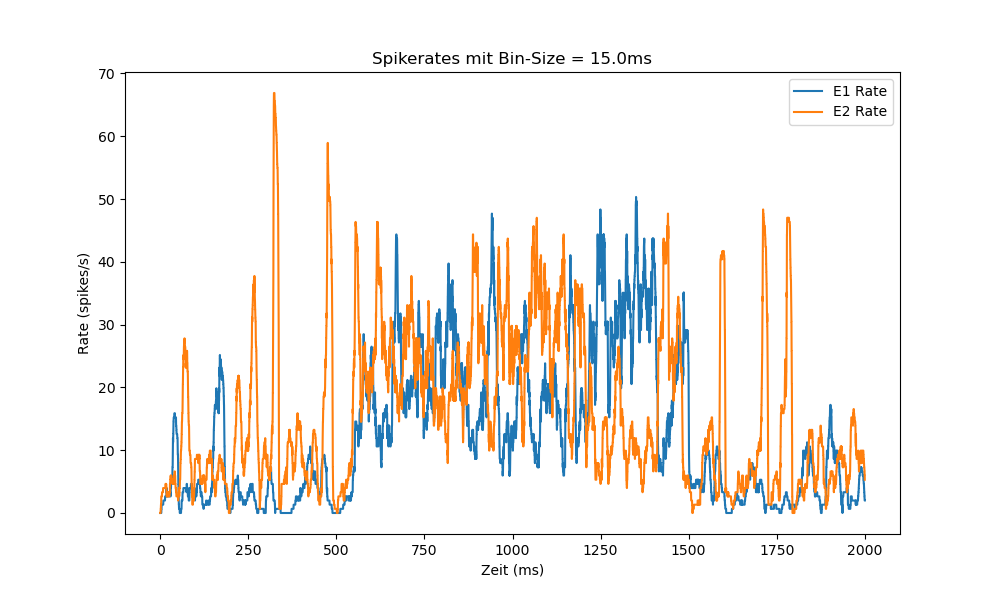 Spikerates mit Bin-Size = 15.0ms
70
60
50
40
30
20
10
0
Rate (spikes/s)
E1 Rate
E2 Rate
0 250 500 750 1000 1250 1500 1750 2000
Zeit (ms)